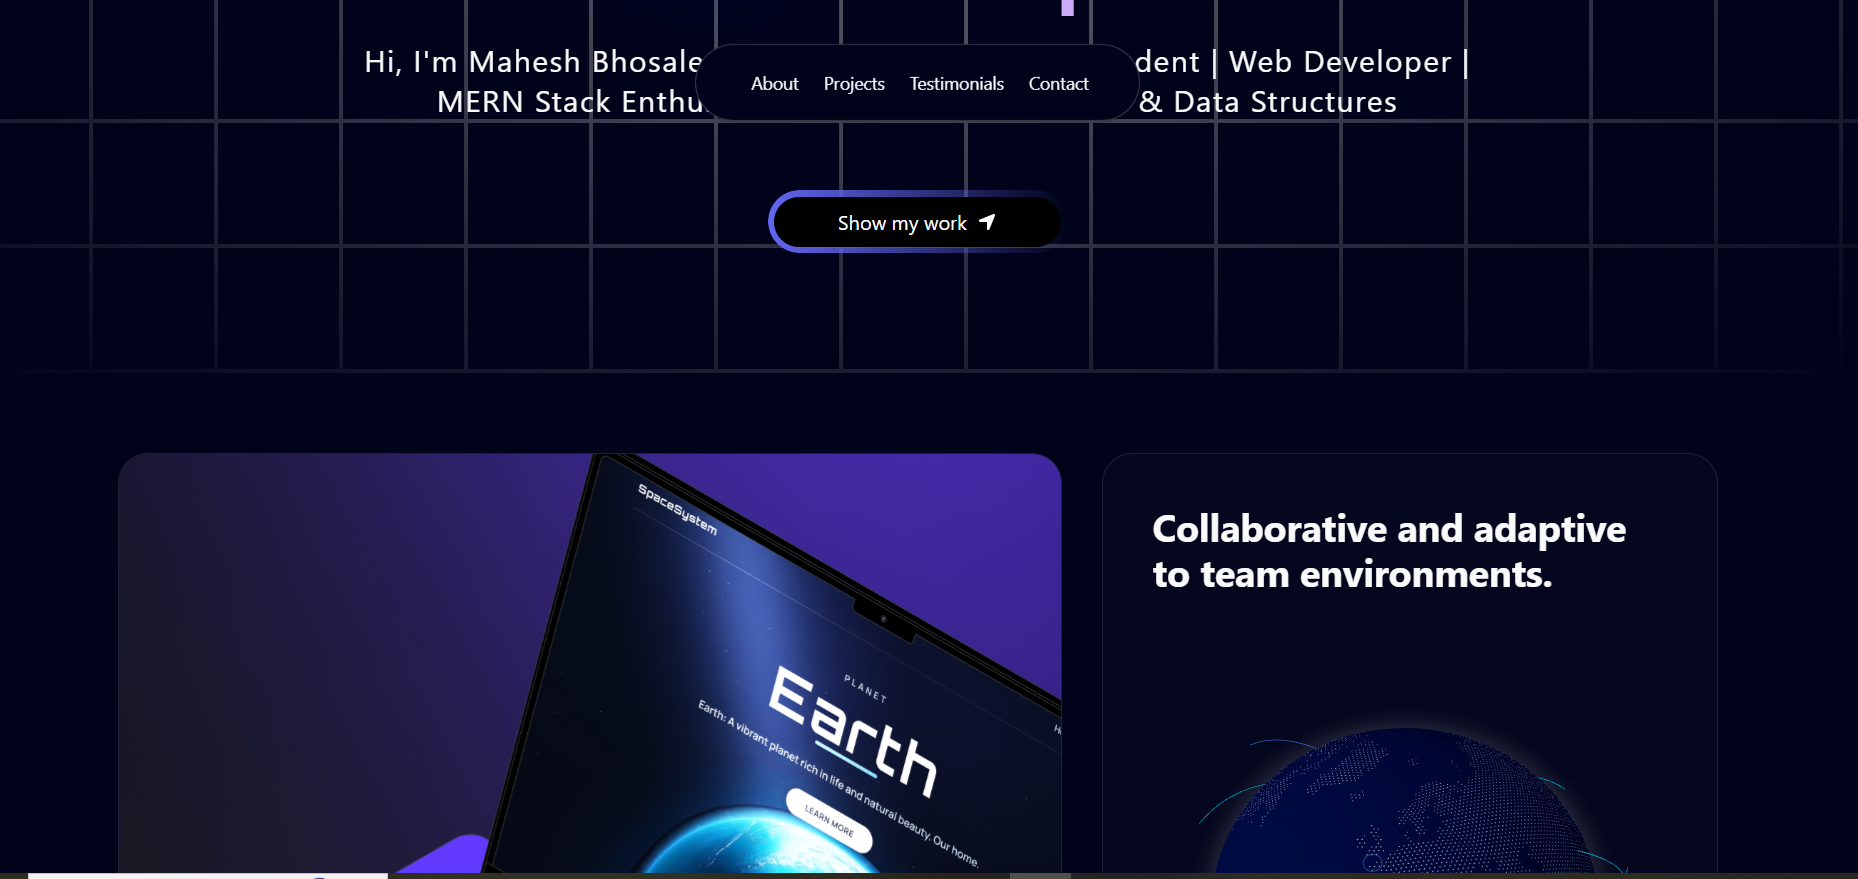 Hi, I'm Mahesh Bhosale
dent | Web Developer |
MERN Stack Enthu
& Data Structures
About Projects Testimonials Contact
Show my work
SpaceSystem
PLANET
Earth
Earth: A vibrant planet rich in life and natural beauty. Our home.
LEARN MORE
Collaborative and adaptive
to team environments.